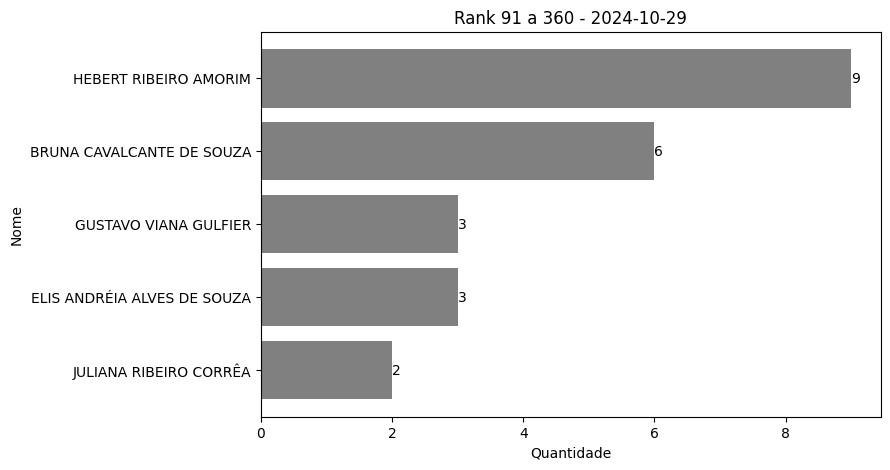 Rank 91 a 360 - 2024-10-29
HEBERT RIBEIRO AMORIM
9
BRUNA CAVALCANTE DE SOUZA
6
GUSTAVO VIANA GULFIER
3
ELIS ANDRÉIA ALVES DE SOUZA
3
JULIANA RIBEIRO CORRÊA
2
Nome
0 2 4 6 8
Quantidade